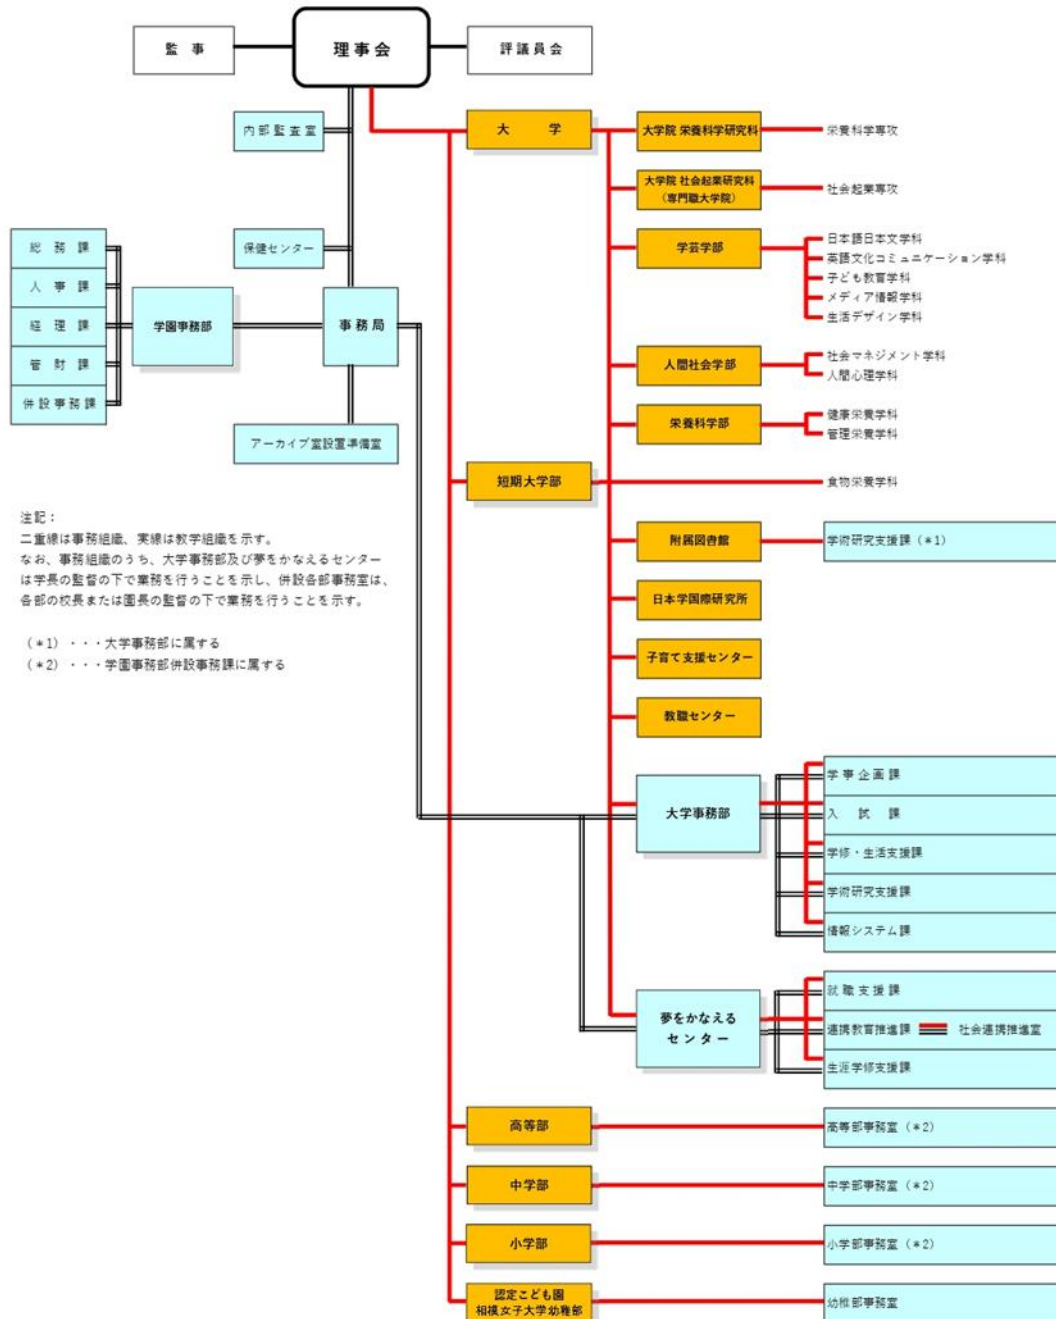 監 事
理 事 会
評 議 員 会
内 部 監 査 室
大 学
大学院 栄養科学研究科
栄養科学専攻
大学院 社会起業研究科
(専門職大学院)
社会起業専攻
総 務 課
人 事 課
経 理 課
管 財 課
併 設 事 務 課
保健センター
学園事務部
事 務 局
アーカイブ室設置準備室
学芸学部
日本語日本文学科
英語文化コミュニケーション学科
子ども教育学科
メディア情報学科
生活デザイン学科
人間社会学部
社会マネジメント学科
人間心理学科
栄養科学部
健康栄養学科
管理栄養学科
短期大学部
食物栄養学科
注記:
二重線は事務組織、実線は教学組織を示す。
なお、事務組織のうち、大学事務部及び夢をかなえるセンター
は学長の監督の下で業務を行うことを示し、併設各部事務室は、
各部の校長または園長の監督の下で業務を行うことを示す。
(*1)・・・大学事務部に属する
(*2)・・・学園事務部併設事務課に属する
附属図書館
学術研究支援課(*1)
日本学国際研究所
子育て支援センター
教職センター
大学事務部
学 事 企 画 課
入 試 課
学修・生活支援課
学術研究支援課
情報システム課
夢をかなえる
センター
就 職 支 援 課
連携教育推進課
社会連携推進室
生涯学修支援課
高等部
高等部事務室(*2)
中学部
中学部事務室(*2)
小学部
小学部事務室(*2)
認定こども園
相模女子大学幼稚部
幼稚部事務室